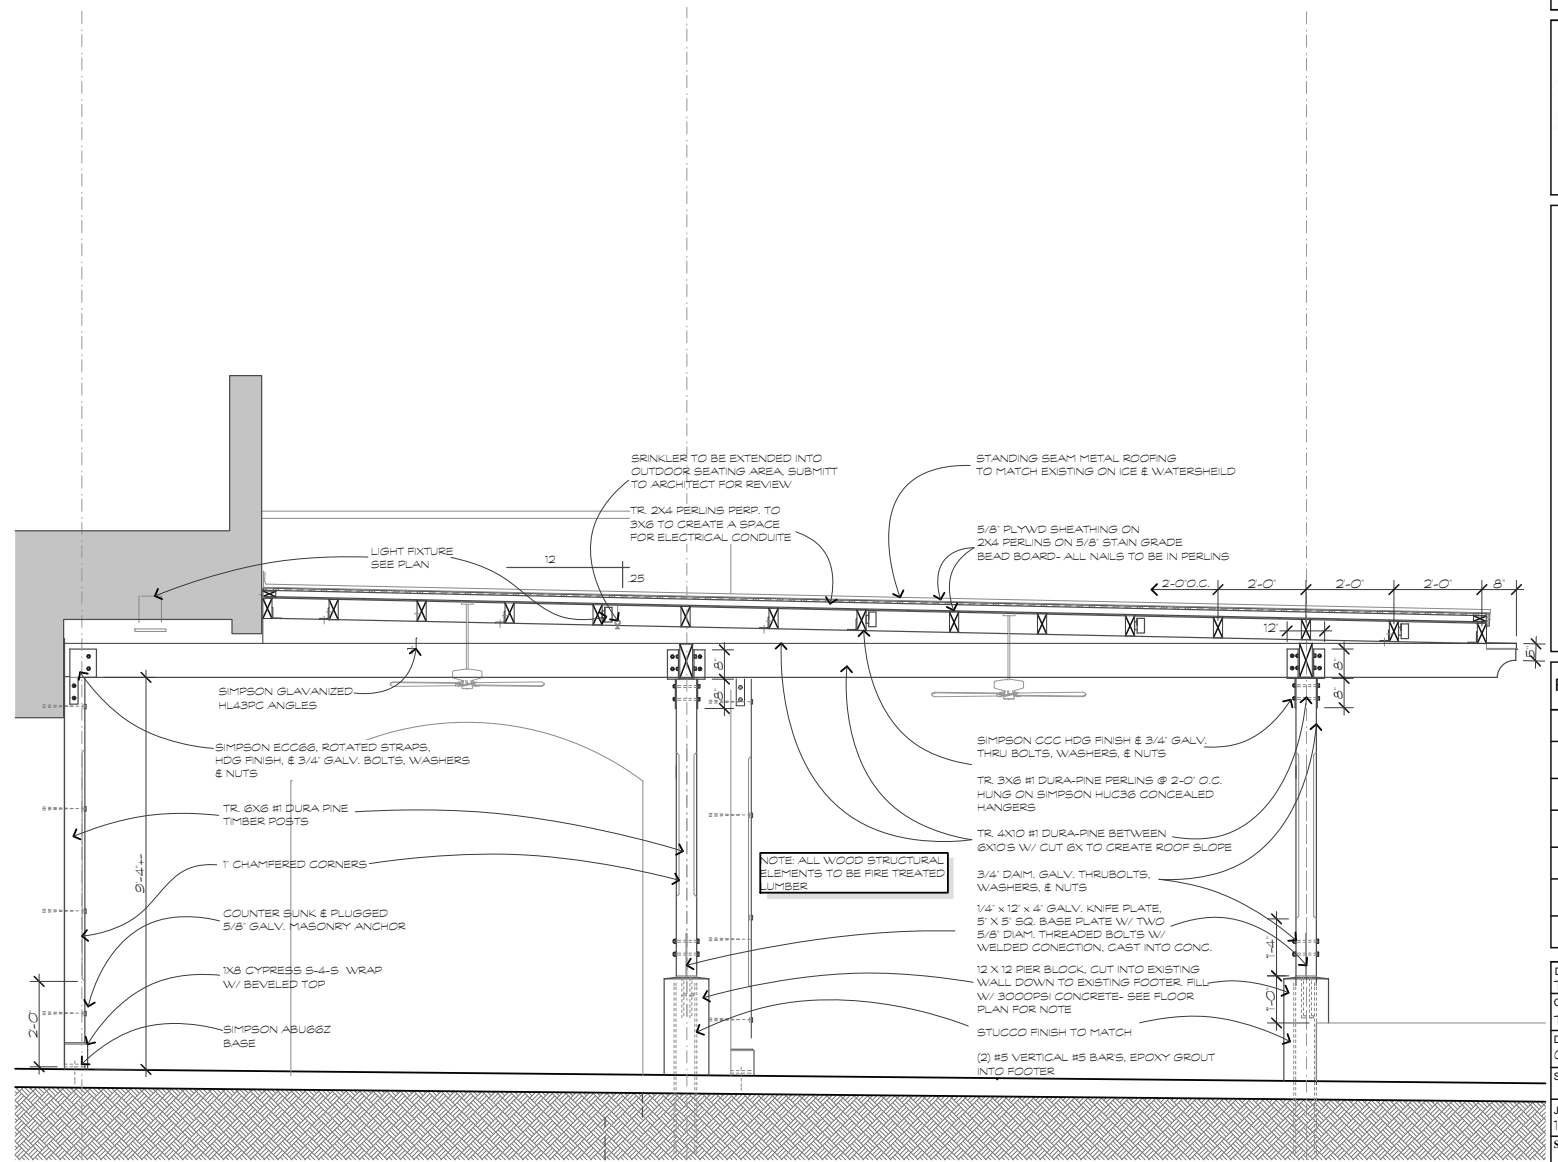 SRINKLER TO BE EXTENDED INTO
OUTDOOR SEATING AREA, SUBMITT
TO ARCHITECT FOR REVIEW
TR. 2X4 PERLINS PERP. TO
3X6 TO CREATE A SPACE
FOR ELECTRICAL CONDUITE
STANDING SEAM METAL ROOFING
TO MATCH EXISTING ON ICE & WATERSHEILD
5/8" PLYWD SHEATHING ON
2X4 PERLINS ON 5/8" STAIN GRADE
BEAD BOARD- ALL NAILS TO BE IN PERLINS
LIGHT FIXTURE
SEE PLAN
12
.25
2-0"O.C.
2-0"
2-0"
2-0"
8"
12"
5"
8"
8"
8"
8"
SIMPSON GLAVANIZED
HL43PC ANGLES
SIMPSON ECC66, ROTATED STRAPS,
HDG FINISH, & 3/4" GALV. BOLTS, WASHERS
& NUTS
TR. 6X6 #1 DURA PINE
TIMBER POSTS
1" CHAMFERED CORNERS
9'-4"+-
COUNTER SUNK & PLUGGED
5/8" GALV. MASONRY ANCHOR
1X8 CYPRESS S-4-S WRAP
W/ BEVELED TOP
2-0"
SIMPSON ABU66Z
BASE
NOTE: ALL WOOD STRUCTURAL
ELEMENTS TO BE FIRE TREATED
LUMBER
SIMPSON CCC HDG FINISH & 3/4" GALV.
THRU BOLTS, WASHERS, & NUTS
TR. 3X6 #1 DURA-PINE PERLINS @ 2-0" O.C.
HUNG ON SIMPSON HUC36 CONCEALED
HANGERS
TR. 4X10 #1 DURA-PINE BETWEEN
6X10'S W/ CUT 6X TO CREATE ROOF SLOPE
3/4" DAIM. GALV. THRUBOLTS,
WASHERS, & NUTS
1/4" x 12" x 4" GALV. KNIFE PLATE,
5" X 5" SQ. BASE PLATE W/ TWO
5/8" DIAM. THREADED BOLTS W/
WELDED CONECTION, CAST INTO CONC.
1'-4"
12 X 12 PIER BLOCK, CUT INTO EXISTING
WALL DOWN TO EXISTING FOOTER. FILL
W/ 3000PSI CONCRETE- SEE FLOOR
PLAN FOR NOTE
1'-0"
STUCCO FINISH TO MATCH
(2) #5 VERTICAL #5 BARS, EPOXY GROUT
INTO FOOTER